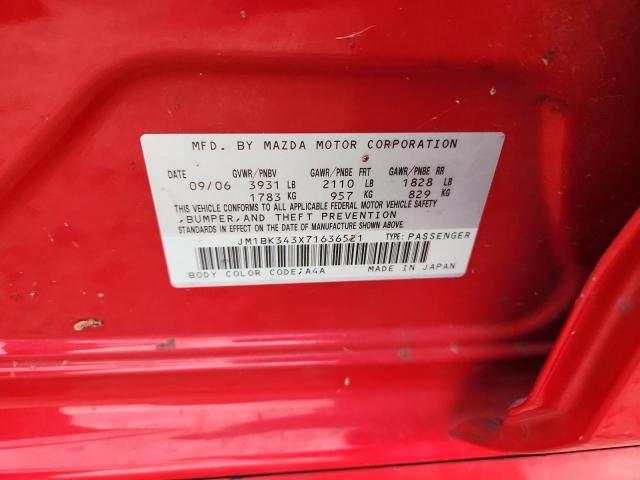 MFD. BY MAZDA MOTOR CORPORATION
DATE GVWR/PNBV GAWR/PNBE FRT GAWR/PNBE RR
09/06 3931 LB 2110 LB 1828 LB
1783 KG 957 KG 829 KG
THIS VEHICLE CONFORMS TO ALL APPLICABLE FEDERAL MOTOR VEHICLE SAFETY
,BUMPER,AND THEFT PREVENTION
STANDARDS IN EFFECT ON THE DATE OF MANUFACTURE SHOWN ABOVE.
JM1BK343X71636521 TYPE: PASSENGER
BODY COLOR CODE;A4A MADE IN JAPAN